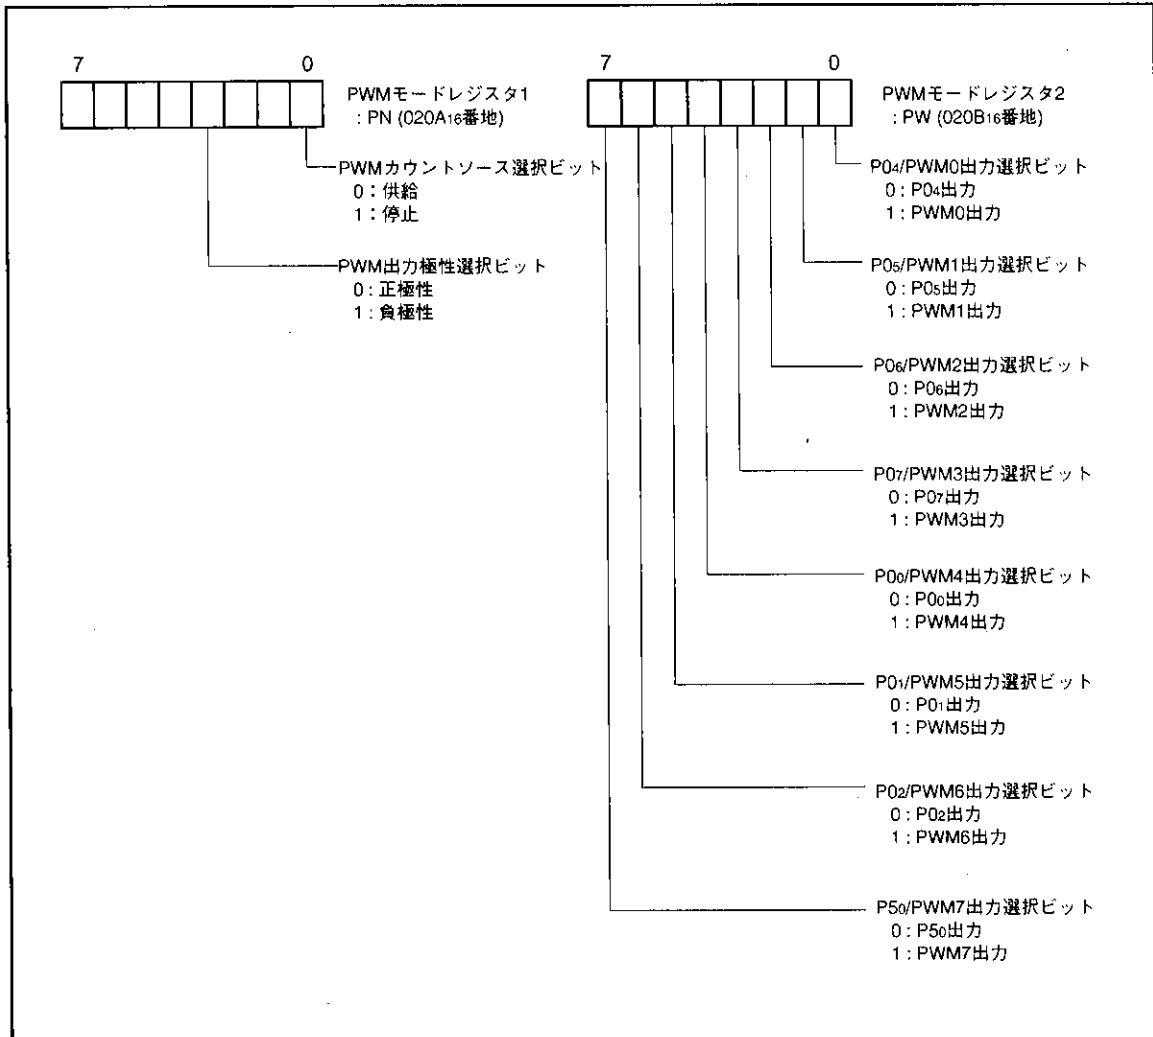 7 0
PWMモードレジスタ1
: PN (020A16番地)
PWMカウントソース選択ビット
0：供給
1：停止
PWM出力極性選択ビット
0 : 正極性
1 : 負極性
7 0
PWMモードレジスタ2
: PW (020B16番地)
P04/PWM0出力選択ビット
0 : P04出力
1 : PWM0出力
P05/PWM1出力選択ビット
0 : P05出力
1 : PWM1出力
P06/PWM2出力選択ビット
0 : P06出力
1 : PWM2出力
P07/PWM3出力選択ビット
0 : P07出力
1 : PWM3出力
P00/PWM4出力選択ビット
0 : P00出力
1 : PWM4出力
P01/PWM5出力選択ビット
0 : P01出力
1 : PWM5出力
P02/PWM6出力選択ビット
0 : P02出力
1 : PWM6出力
P50/PWM7出力選択ビット
0 : P50出力
1 : PWM7出力